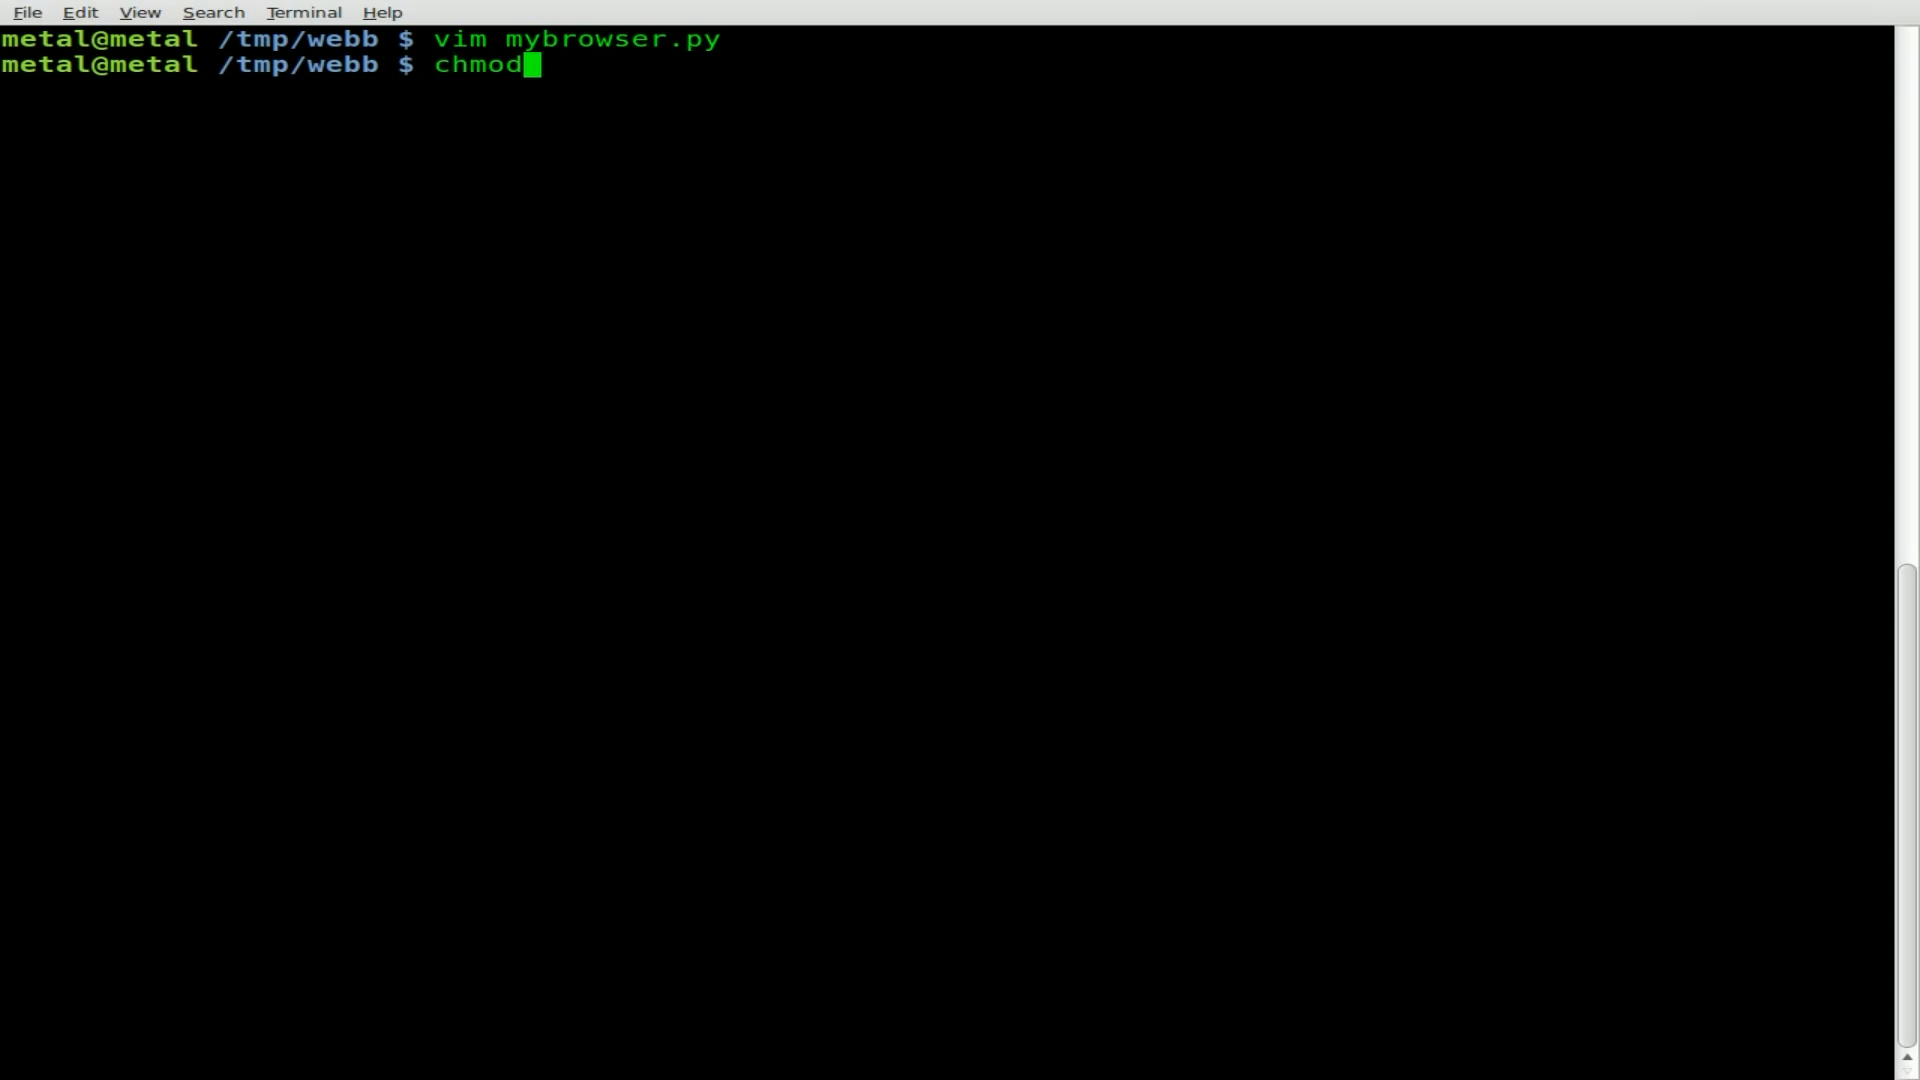 File Edit View Search Terminal Help
metal@metal /tmp/webb $ vim mybrowser.py
metal@metal /tmp/webb $ chmod